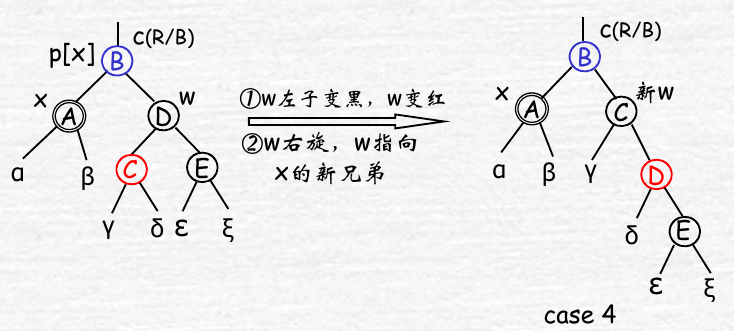 c(R/B)
p[x] B
x
A
D
w
C
E
α
β
γ
δ
ε
ξ
①w左子变黑，w变红
②w右旋，w指向
x的新兄弟
c(R/B)
B
x
A
C
新w
α
β
γ
D
δ
E
ε
ξ
case 4